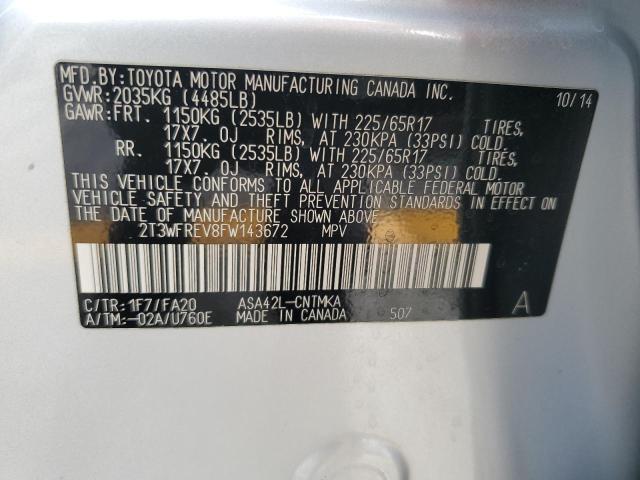 MFD.BY:TOYOTA MOTOR MANUFACTURING CANADA INC.
GVWR:2035KG (4485LB) 10/14
GAWR:FRT. 1150KG (2535LB) WITH 225/65R17 TIRES,
17X7. 0J RIMS, AT 230KPA (33PSI) COLD.
RR. 1150KG (2535LB) WITH 225/65R17 TIRES,
17X7. 0J RIMS, AT 230KPA (33PSI) COLD.
THIS VEHICLE CONFORMS TO ALL APPLICABLE FEDERAL MOTOR
VEHICLE SAFETY AND THEFT PREVENTION STANDARDS IN EFFECT ON
THE DATE OF MANUFACTURE SHOWN ABOVE.
2T3WFREV8FW143672 MPV
C/TR:1F7/FA20 ASA42L-CNTMKA
A/TM:-02A/U760E MADE IN CANADA 507 A